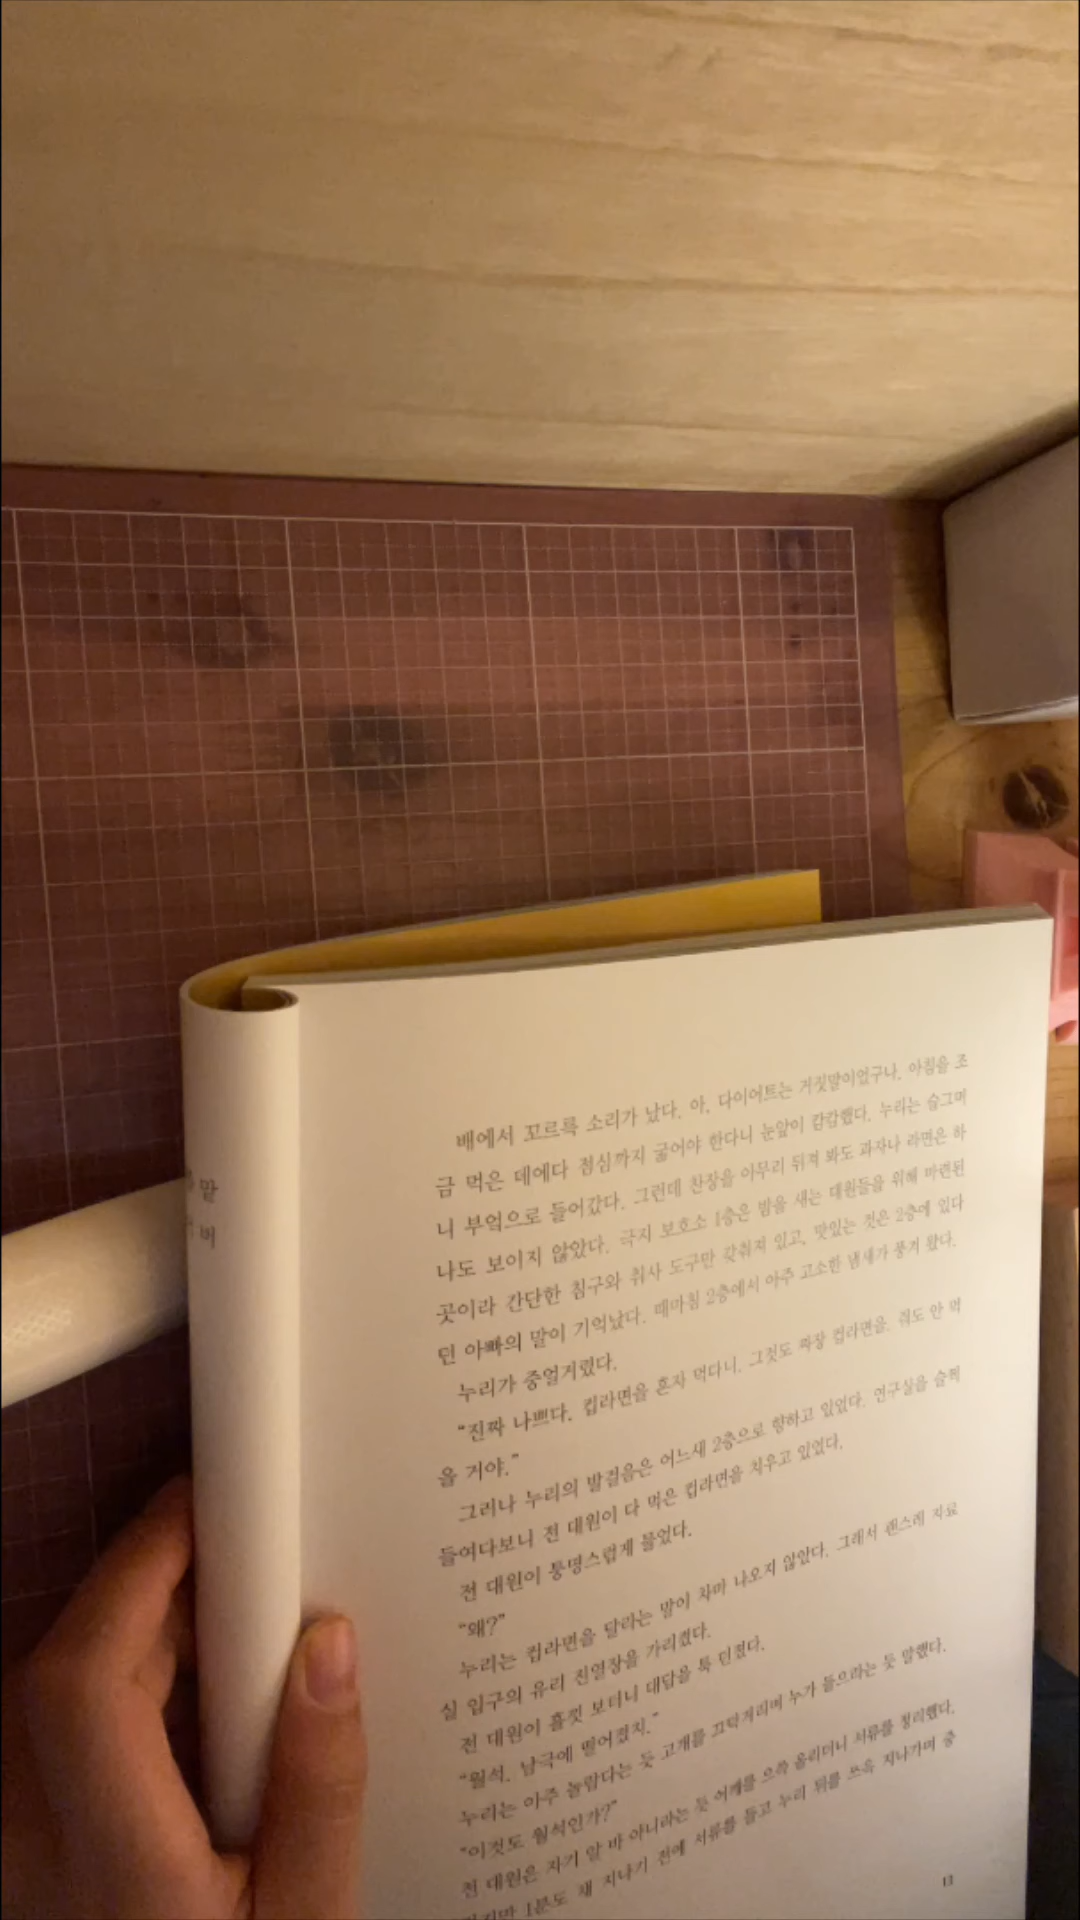 말
버
배에서 꼬르륵 소리가 났다. 아, 다이어트는 거짓말이었구나. 아침을 조
금 먹은 데에다 점심까지 굶어야 한다니 눈앞이 캄캄했다. 누리는 슬그머
니 부엌으로 들어갔다. 그런데 찬장을 아무리 뒤져 봐도 과자나 라면은 하
나도 보이지 않았다. 극지 보호소 1층은 밤을 새는 대원들을 위해 마련된
곳이라 간단한 침구와 취사 도구만 갖춰져 있고, 맛있는 것은 2층에 있다
던 아빠의 말이 기억났다. 때마침 2층에서 아주 고소한 냄새가 풍겨 왔다.
누리가 중얼거렸다.
“진짜 나쁘다. 컵라면을 혼자 먹다니. 그것도 짜장 컵라면을. 줘도 안 먹
을 거야.”
그러나 누리의 발걸음은 어느새 2층으로 향하고 있었다. 연구실을 슬쩍
들여다보니 전 대원이 다 먹은 컵라면을 치우고 있었다.
전 대원이 퉁명스럽게 물었다.
“왜?”
누리는 컵라면을 달라는 말이 차마 나오지 않았다. 그래서 괜스레 자료
실 입구의 유리 진열장을 가리켰다.
전 대원이 흘낏 보더니 대답을 툭 던졌다.
“월석. 남극에 떨어졌지.”
누리는 아주 놀랍다는 듯 고개를 끄덕거리며 누가 들으라는 듯 말했다.
“이것도 월석인가?”
전 대원은 자기 알 바 아니라는 듯 어깨를 으쓱 올리더니 서류를 정리했다.
1분도 채 지나기 전에 서류를 들고 누리 뒤를 쓰윽 지나가며 중
13